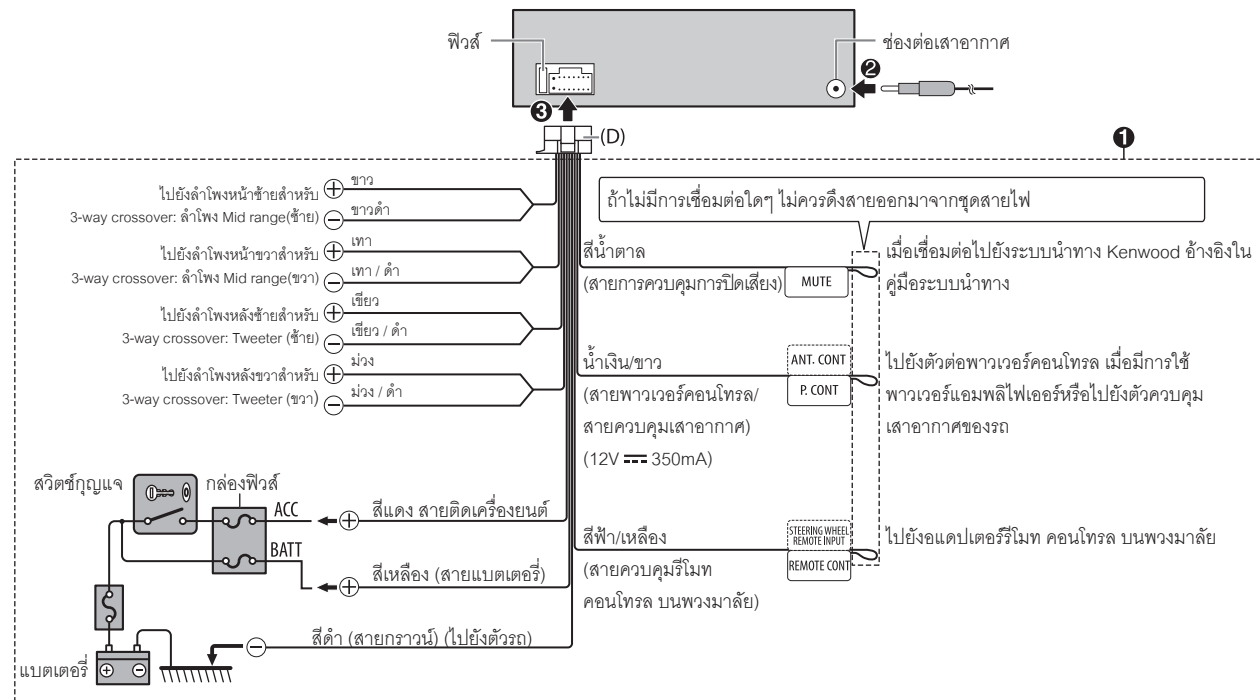 ฟิวส์
ช่องต่อเสาอากาศ
❷
❸
(D)
❶
ไปยังลำโพงหน้าซ้ายสำหรับ
3-way crossover: ลำโพง Mid range(ซ้าย)
ขาว
ขาวดำ
ไปยังลำโพงหน้าขวาสำหรับ
3-way crossover: ลำโพง Mid range(ขวา)
เทา
เทา / ดำ
ไปยังลำโพงหลังซ้ายสำหรับ
3-way crossover: Tweeter (ซ้าย)
เขียว
เขียว / ดำ
ไปยังลำโพงหลังขวาสำหรับ
3-way crossover: Tweeter (ขวา)
ม่วง
ม่วง / ดำ
ถ้าไม่มีการเชื่อมต่อใดๆ ไม่ควรดึงสายออกมาจากชุดสายไฟ
สีน้ำตาล
(สายการควบคุมการปิดเสียง)
MUTE
เมื่อเชื่อมต่อไปยังระบบนำทาง Kenwood อ้างอิงใน
คู่มือระบบนำทาง
น้ำเงิน/ขาว
(สายพาวเวอร์คอนโทรล/
สายควบคุมเสาอากาศ)
(12V ⎓ 350mA)
ANT. CONT
P. CONT
ไปยังตัวต่อพาวเวอร์คอนโทรล เมื่อมีการใช้
พาวเวอร์แอมพลิไฟเออร์หรือไปยังตัวควบคุม
เสาอากาศของรถ
สวิตช์กุญแจ
กล่องฟิวส์
ACC
BATT
สีแดง สายติดเครื่องยนต์
สีเหลือง (สายแบตเตอรี่)
สีดำ (สายกราวน์) (ไปยังตัวรถ)
แบตเตอรี่
สีฟ้า/เหลือง
(สายควบคุมรีโมท
คอนโทรล บนพวงมาลัย)
STEERING WHEEL
REMOTE INPUT
REMOTE CONT
ไปยังอแดปเตอร์รีโมท คอนโทรล บนพวงมาลัย